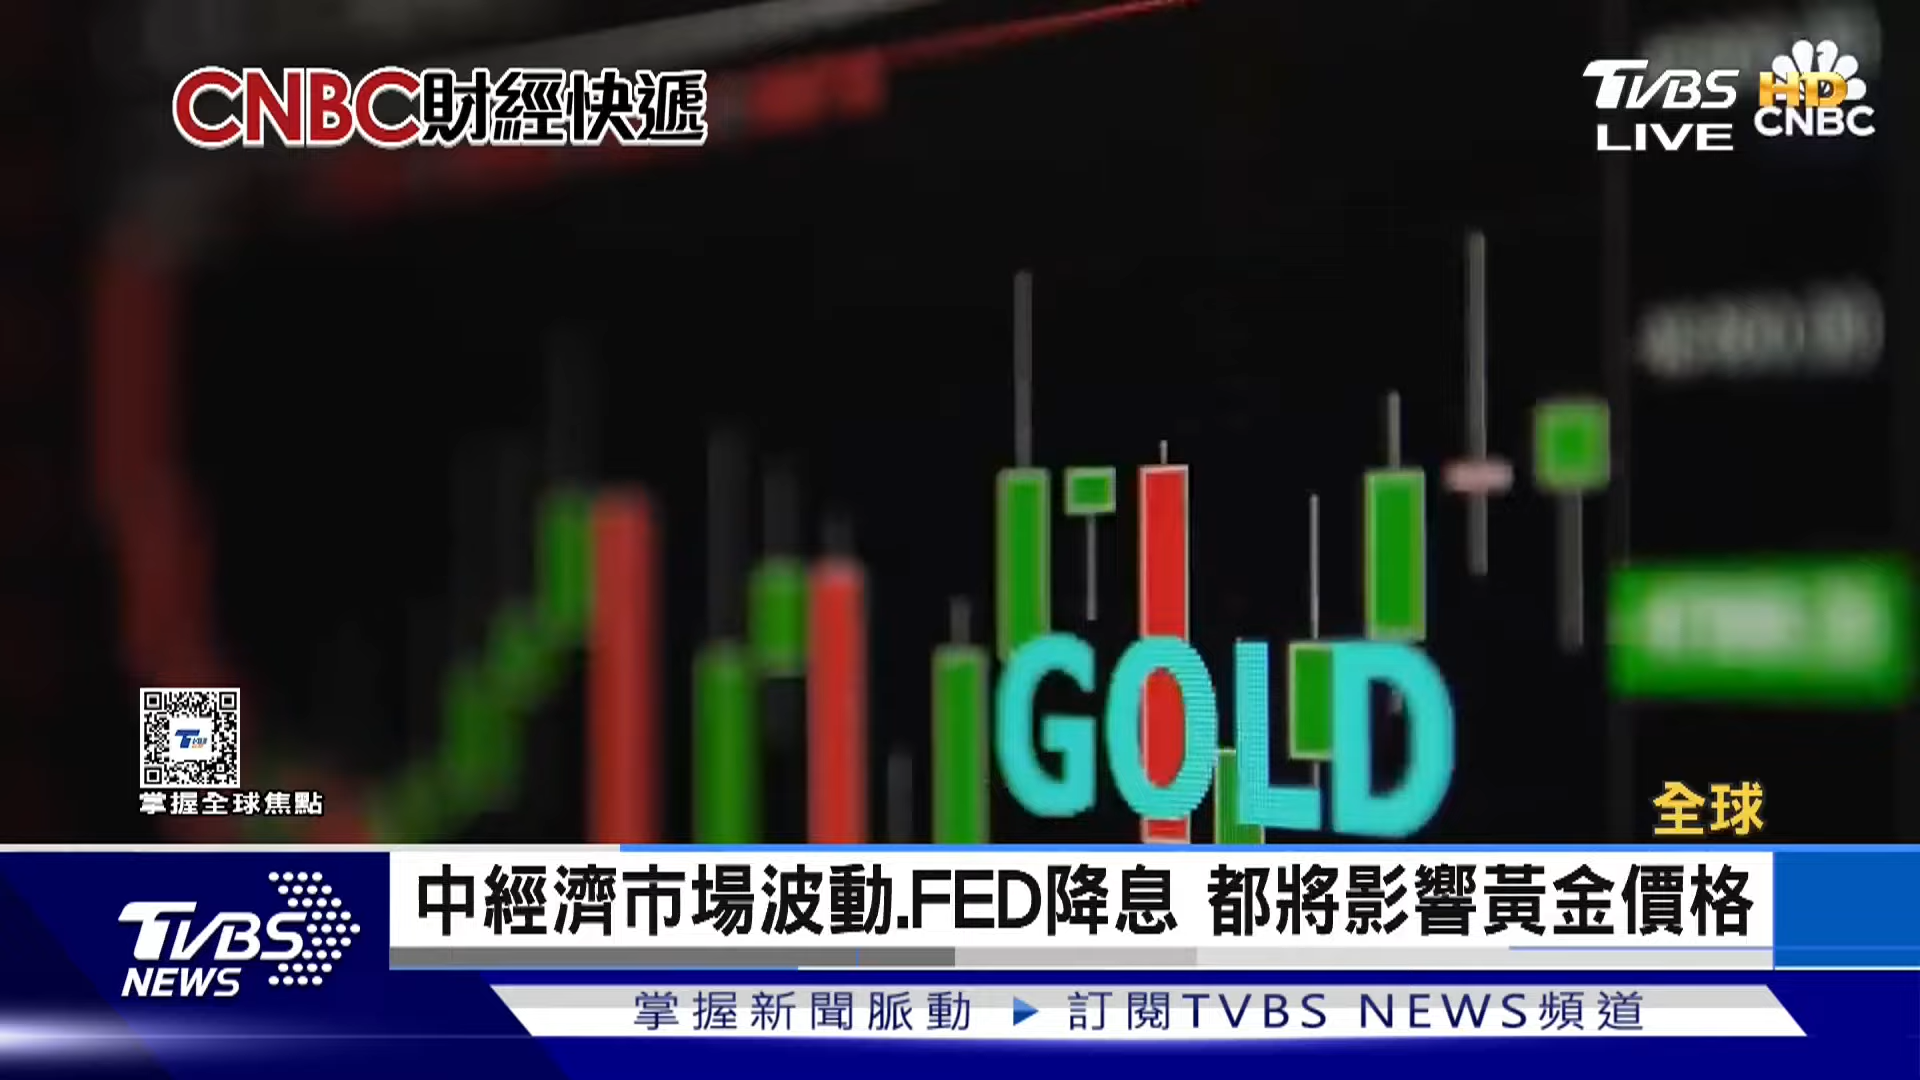 CNBC財經快遞
TVBS
LIVE
HD
CNBC
GOLD
TVBS
掌握全球焦點
全球
中經濟市場波動.FED降息 都將影響黃金價格
TVBS
NEWS
掌握新聞脈動 ▶ 訂閱TVBS NEWS頻道